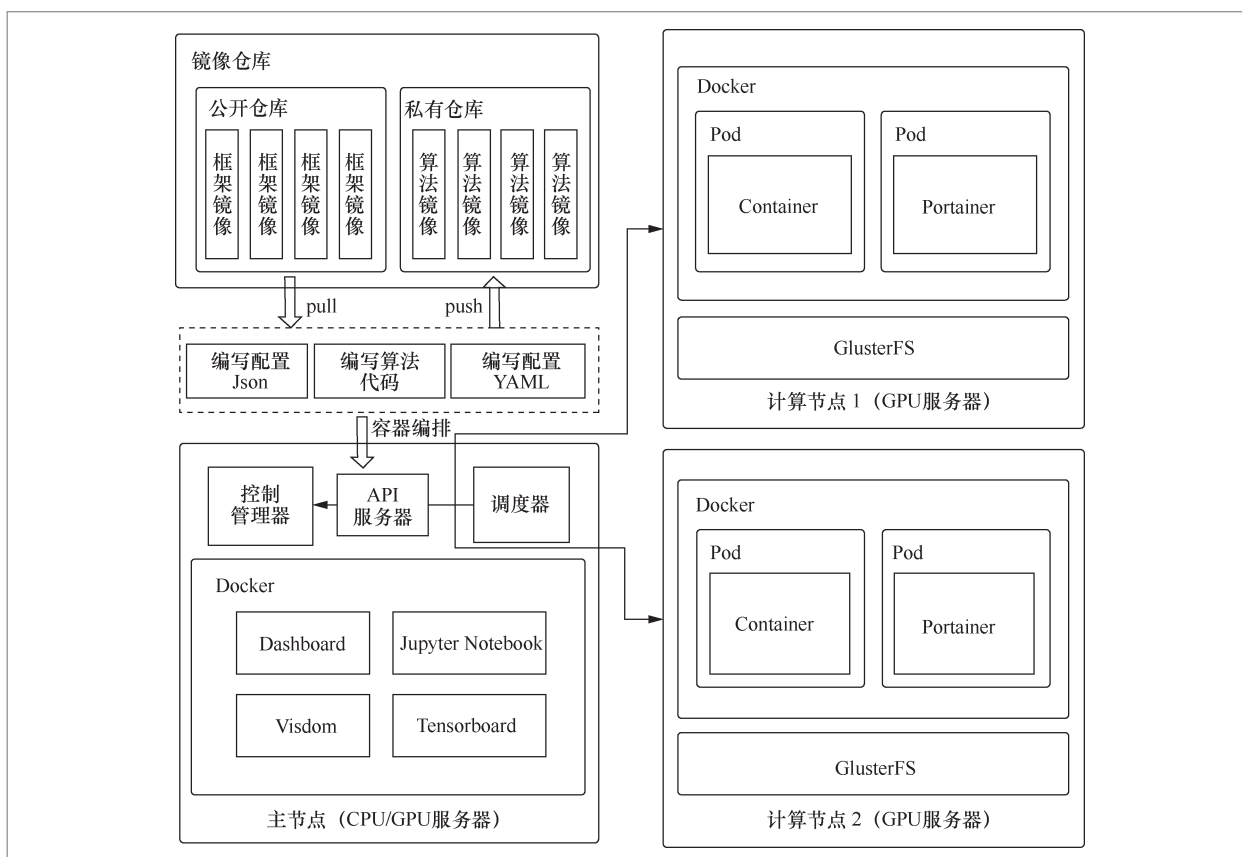 镜像仓库
公开仓库
框架镜像
框架镜像
框架镜像
框架镜像
私有仓库
算法镜像
算法镜像
算法镜像
算法镜像
pull
push
编写配置
Json
编写算法
代码
编写配置
YAML
容器编排
控制
管理器
API
服务器
调度器
Docker
Dashboard
Jupyter Notebook
Visdom
Tensorboard
主节点（CPU/GPU服务器）
Docker
Pod
Container
Pod
Portainer
GlusterFS
计算节点 1（GPU服务器）
Docker
Pod
Container
Pod
Portainer
GlusterFS
计算节点 2（GPU服务器）